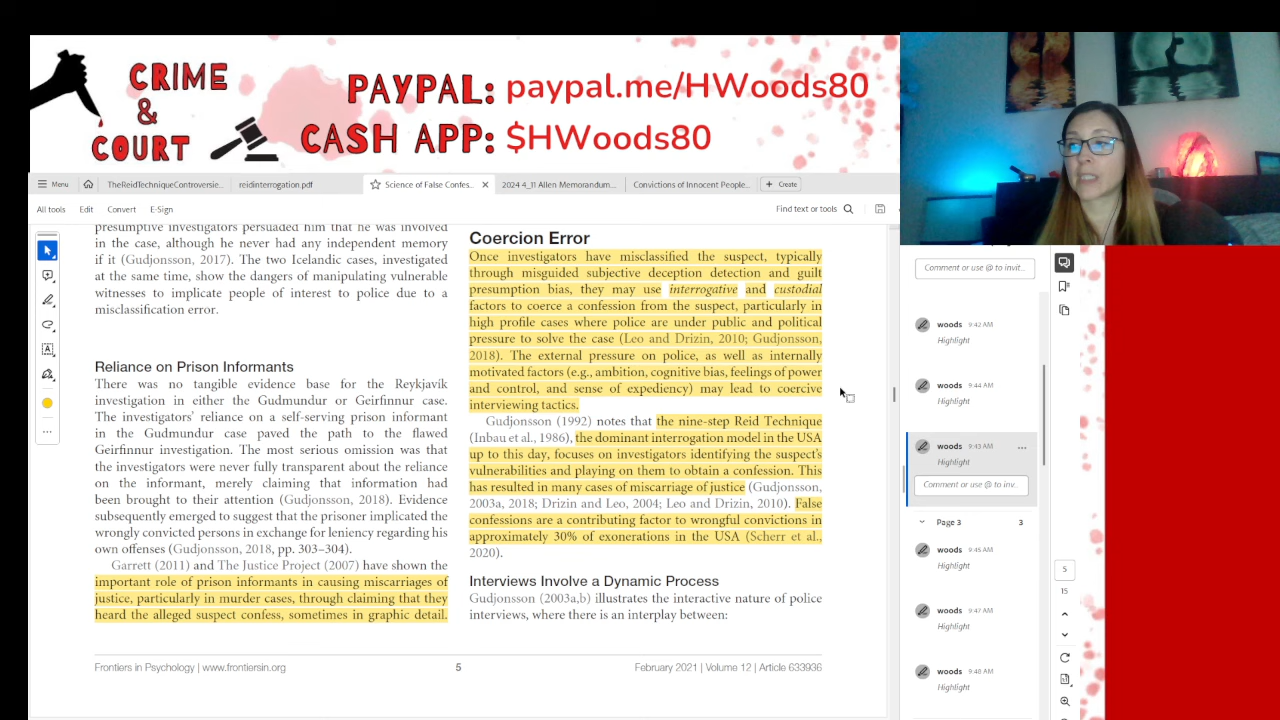 CRIME
&
COURT
PAYPAL: paypal.me/HWoods80
CASH APP: $HWoods80
Menu
TheReidTechniqueControversie...
reidinterrogation.pdf
Science of False Confes...
2024 4_11 Allen Memorandum...
Convictions of Innocent People...
+ Create
All tools
Edit
Convert
E-Sign
Find text or tools
presumptive investigators persuaded him that he was involved
in the case, although he never had any independent memory
if it (Gudjonsson, 2017). The two Icelandic cases, investigated
at the same time, show the dangers of manipulating vulnerable
witnesses to implicate people of interest to police due to a
misclassification error.
Reliance on Prison Informants
There was no tangible evidence base for the Reykjavik
investigation in either the Gudmundur or Geirfinnur case.
The investigators' reliance on a self-serving prison informant
in the Gudmundur case paved the path to the flawed
Geirfinnur investigation. The most serious omission was that
the investigators were never fully transparent about the reliance
on the informant, merely claiming that information had
been brought to their attention (Gudjonsson, 2018). Evidence
subsequently emerged to suggest that the prisoner implicated the
wrongly convicted persons in exchange for leniency regarding his
own offenses (Gudjonsson, 2018, pp. 303–304).
Garrett (2011) and The Justice Project (2007) have shown the
important role of prison informants in causing miscarriages of
justice, particularly in murder cases, through claiming that they
heard the alleged suspect confess, sometimes in graphic detail.
Coercion Error
Once investigators have misclassified the suspect, typically
through misguided subjective deception detection and guilt
presumption bias, they may use interrogative and custodial
factors to coerce a confession from the suspect, particularly in
high profile cases where police are under public and political
pressure to solve the case (Leo and Drizin, 2010; Gudjonsson,
2018). The external pressure on police, as well as internally
motivated factors (e.g., ambition, cognitive bias, feelings of power
and control, and sense of expediency) may lead to coercive
interviewing tactics.
Gudjonsson (1992) notes that the nine-step Reid Technique
(Inbau et al., 1986), the dominant interrogation model in the USA
up to this day, focuses on investigators identifying the suspect's
vulnerabilities and playing on them to obtain a confession. This
has resulted in many cases of miscarriage of justice (Gudjonsson,
2003a, 2018; Drizin and Leo, 2004; Leo and Drizin, 2010). False
confessions are a contributing factor to wrongful convictions in
approximately 30% of exonerations in the USA (Scherr et al.,
2020).
Interviews Involve a Dynamic Process
Gudjonsson (2003a,b) illustrates the interactive nature of police
interviews, where there is an interplay between:
Frontiers in Psychology | www.frontiersin.org
5
February 2021 | Volume 12 | Article 633936
Comment or use @ to invit...
woods 9:42 AM
Highlight
woods 9:44 AM
Highlight
woods 9:43 AM ...
Highlight
Comment or use @ to inv...
Page 3 3
woods 9:45 AM
Highlight
woods 9:47 AM
Highlight
woods 9:48 AM
Highlight
5
15